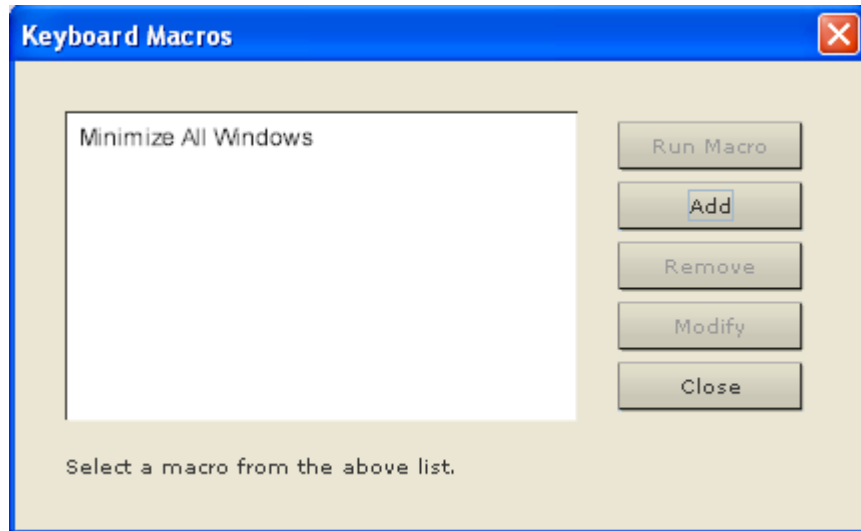 Keyboard Macros
Minimize All Windows
Run Macro
Add
Remove
Modify
Close
Select a macro from the above list.